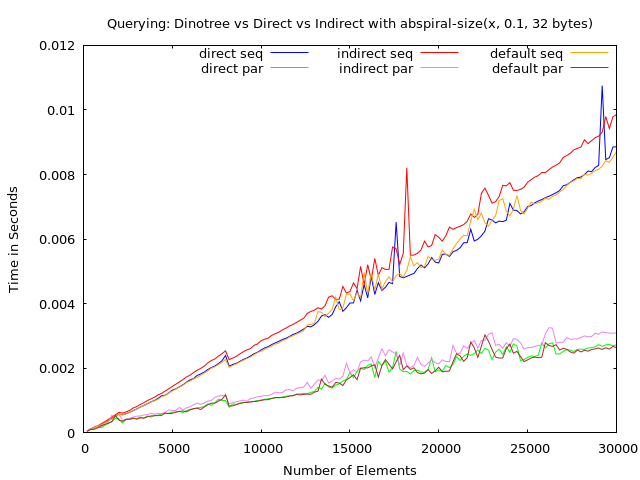 Querying: Dinotree vs Direct vs Indirect with abspiral-size(x, 0.1, 32 bytes)
direct seq indirect seq default seq
direct par indirect par default par
0.012
0.01
0.008
0.006
0.004
0.002
0
0 5000 10000 15000 20000 25000 30000
Time in Seconds
Number of Elements